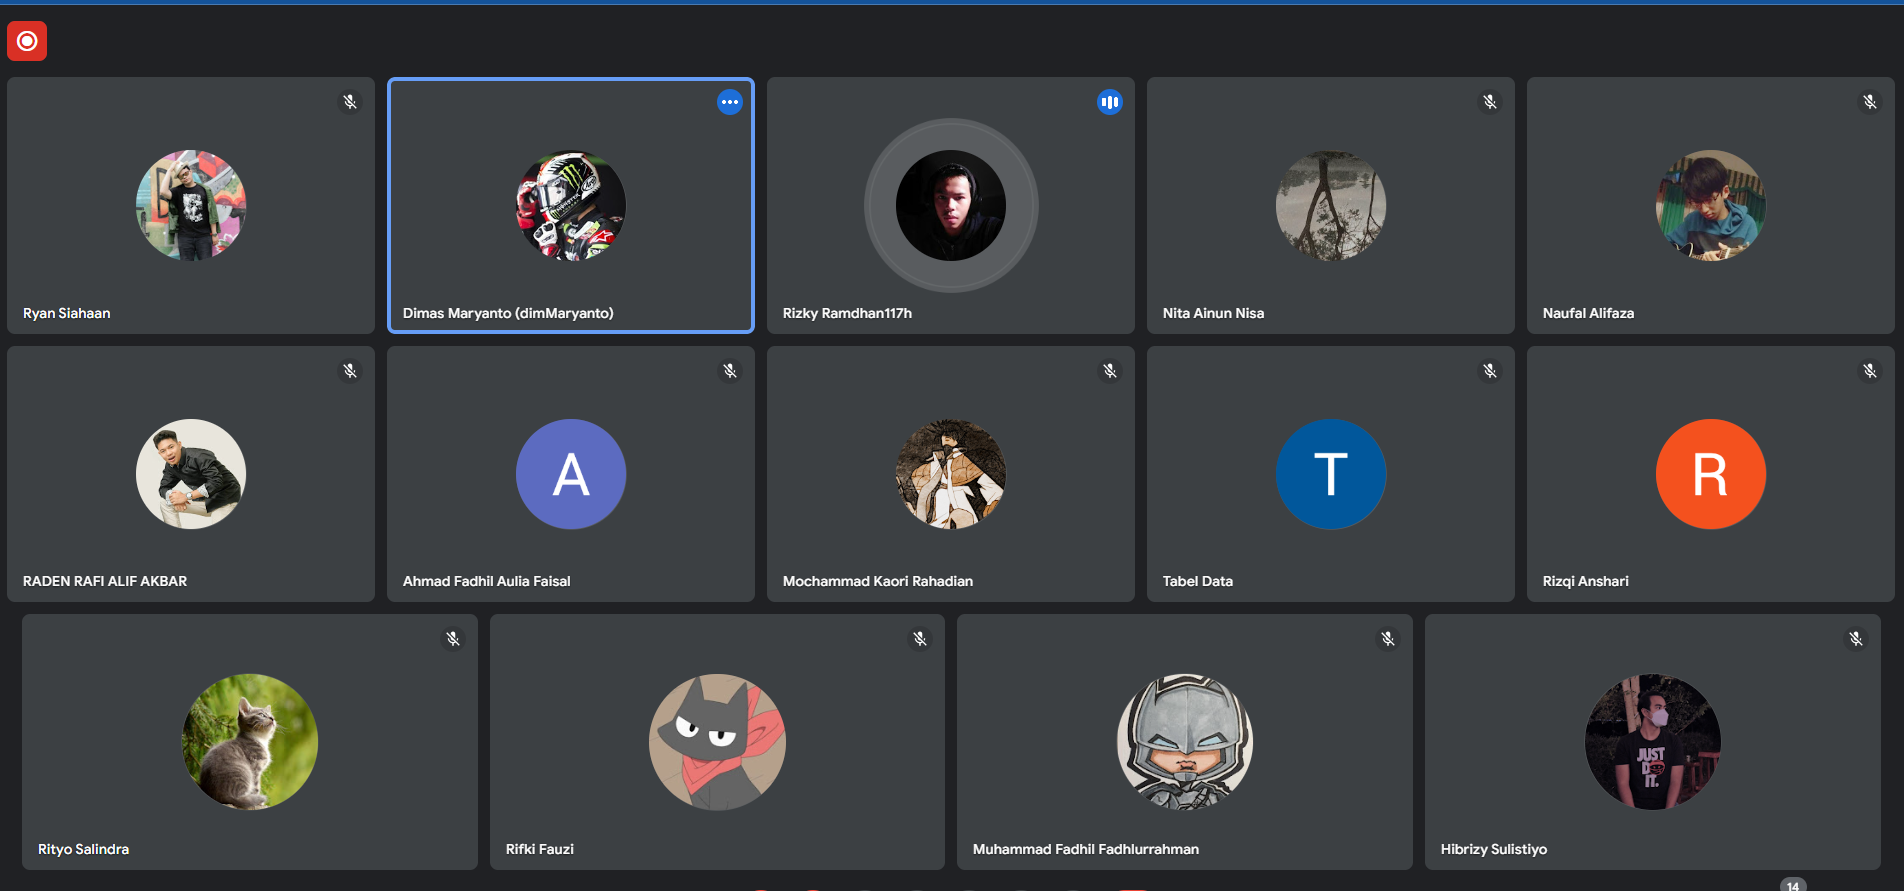 Ryan Siahaan
Dimas Maryanto (dimMaryanto)
Rizky Ramdhan117h
Nita Ainun Nisa
Naufal Alifaza
RADEN RAFI ALIF AKBAR
A
Ahmad Fadhil Aulia Faisal
Mochammad Kaori Rahadian
T
Tabel Data
R
Rizqi Anshari
Rityo Salindra
Rifki Fauzi
Muhammad Fadhil Fadhlurrahman
JUST
DO
IT.
Hibrizy Sulistiyo
14